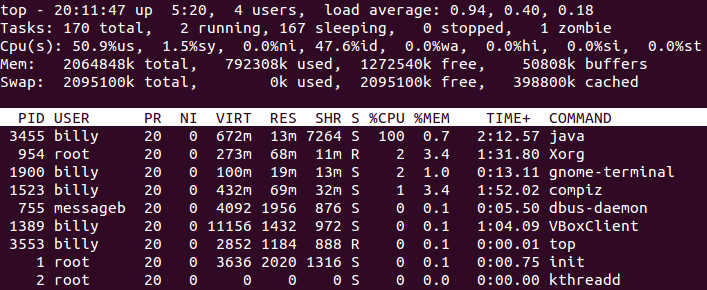 top - 20:11:47 up  5:20,  4 users,  load average: 0.94, 0.40, 0.18
Tasks: 170 total,   2 running, 167 sleeping,   0 stopped,   1 zombie
Cpu(s): 50.9%us,  1.5%sy,  0.0%ni, 47.6%id,  0.0%wa,  0.0%hi,  0.0%si,  0.0%st
Mem:   2064848k total,   792308k used,  1272540k free,    50808k buffers
Swap:  2095100k total,        0k used,  2095100k free,   398800k cached
PID USER      PR  NI  VIRT  RES  SHR S %CPU %MEM    TIME+  COMMAND
3455 billy     20   0  672m  13m 7264 S  100  0.7   2:12.57 java
954 root      20   0  273m  68m  11m R    2  3.4   1:31.80 Xorg
1900 billy     20   0  100m  19m  13m S    2  1.0   0:13.11 gnome-terminal
1523 billy     20   0  432m  69m  32m S    1  3.4   1:52.02 compiz
755 messageb  20   0  4092 1956  876 S    0  0.1   0:05.50 dbus-daemon
1389 billy     20   0 11156 1432  972 S    0  0.1   1:04.09 VBoxClient
3553 billy     20   0  2852 1184  888 R    0  0.1   0:00.01 top
1 root      20   0  3636 2020 1316 S    0  0.1   0:00.75 init
2 root      20   0     0    0    0 S    0  0.0   0:00.00 kthreadd